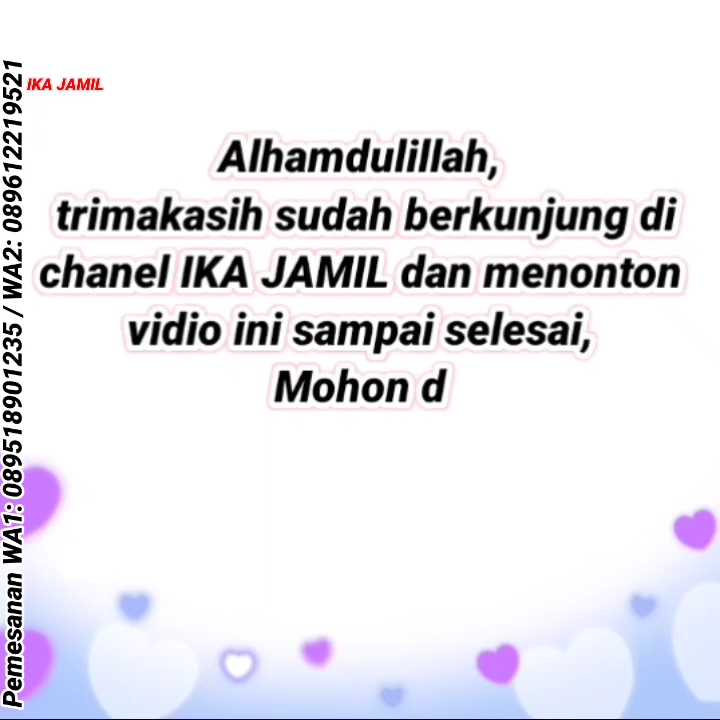 IKA JAMIL
Alhamdulillah,
trimakasih sudah berkunjung di
chanel IKA JAMIL dan menonton
vidio ini sampai selesai,
Mohon d
Pemesanan WA1: 089518901235 / WA2: 089612219521